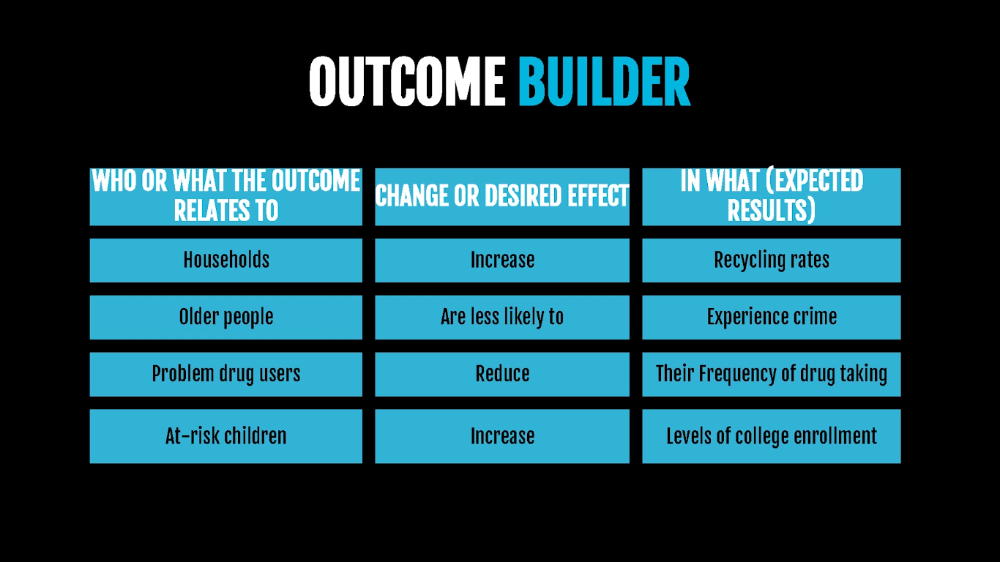 OUTCOME BUILDER
WHO OR WHAT THE OUTCOME
RELATES TO
CHANGE OR DESIRED EFFECT
IN WHAT (EXPECTED
RESULTS)
Households
Increase
Recycling rates
Older people
Are less likely to
Experience crime
Problem drug users
Reduce
Their Frequency of drug taking
At-risk children
Increase
Levels of college enrollment